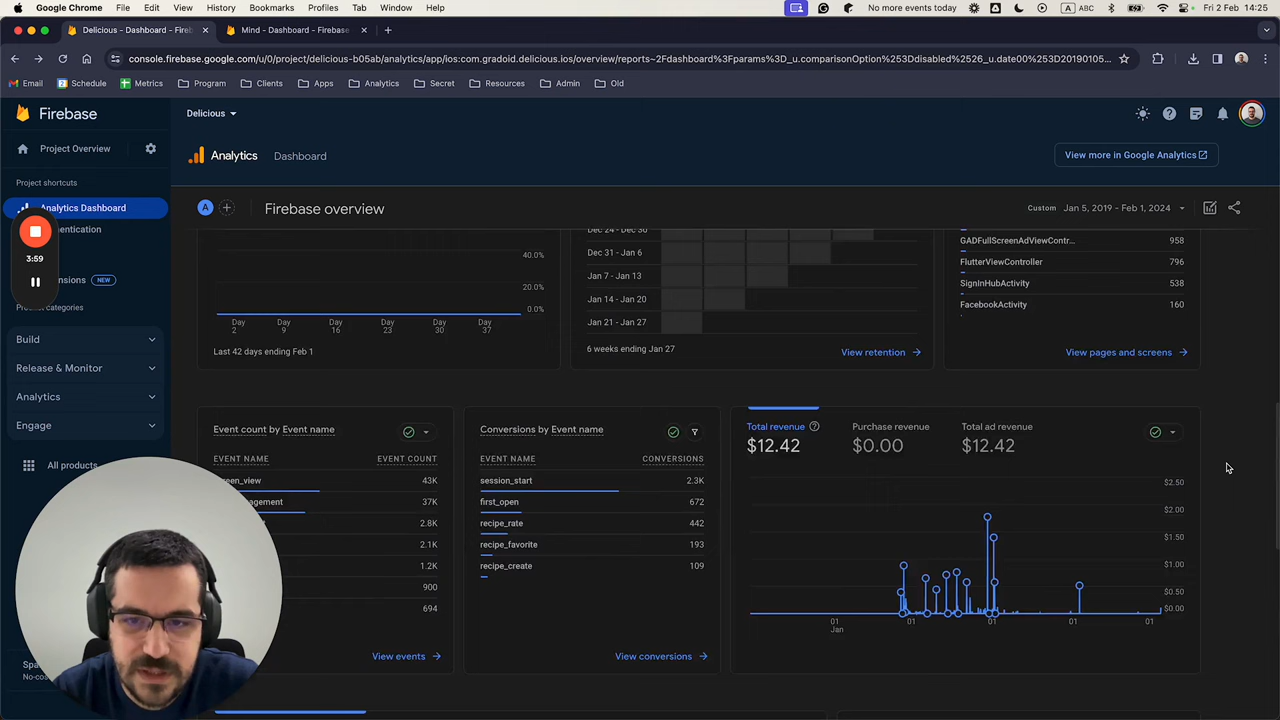 Google Chrome File Edit View History Bookmarks Profiles Tab Window Help No more events today ABC Fri 2 Feb 14:25
Delicious - Dashboard - Fireb Mind - Dashboard - Firebase
console.firebase.google.com/u/0/project/delicious-b05ab/analytics/app/ios:com.gradoid.delicious.ios/overview/reports~2Fdashboard%3Fparams%3D_u.comparisonOption%253Ddisabled%2526_u.date00%253D20190105...
Email Schedule Metrics Program Clients Apps Analytics Secret Resources Admin Old
Firebase
Delicious
Project Overview
Analytics Dashboard
View more in Google Analytics
Project shortcuts
Analytics Dashboard
A Firebase overview Custom Jan 5, 2019 - Feb 1, 2024
3:59
NEW
Build
Release & Monitor
Analytics
Engage
All products
40.0%
20.0%
0.0%
Day 2 Day 9 Day 16 Day 23 Day 30 Day 37
Last 42 days ending Feb 1
Dec 24 - Dec 30
Dec 31 - Jan 6
Jan 7 - Jan 13
Jan 14 - Jan 20
Jan 21 - Jan 27
6 weeks ending Jan 27
View retention
GADFullScreenAdViewContr... 958
FlutterViewController 796
SignInHubActivity 538
FacebookActivity 160
View pages and screens
Event count by Event name
EVENT NAME EVENT COUNT
43K
37K
2.8K
2.1K
1.2K
900
694
View events
Conversions by Event name
EVENT NAME CONVERSIONS
session_start 2.3K
first_open 672
recipe_rate 442
recipe_favorite 193
recipe_create 109
View conversions
Total revenue Purchase revenue Total ad revenue
$12.42 $0.00 $12.42
$2.50
$2.00
$1.50
$1.00
$0.50
$0.00
01 Jan 01 01 01 01